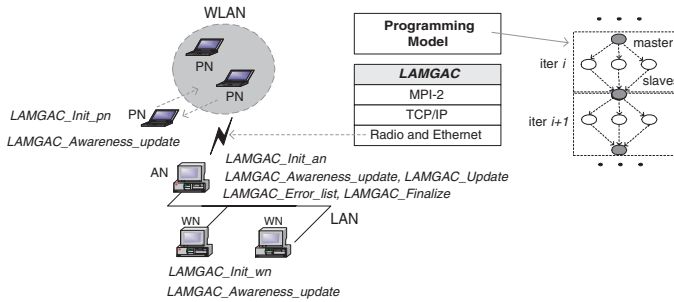 WLAN
PN
PN
LAMGAC_Init_pn
PN
LAMGAC_Awareness_update
Programming
Model
LAMGAC
MPI-2
TCP/IP
Radio and Ethernet
master
iter i
slaves
iter i+1
LAMGAC_Init_an
AN
LAMGAC_Awareness_update, LAMGAC_Update
LAMGAC_Error_list, LAMGAC_Finalize
LAN
WN
WN
LAMGAC_Init_wn
LAMGAC_Awareness_update